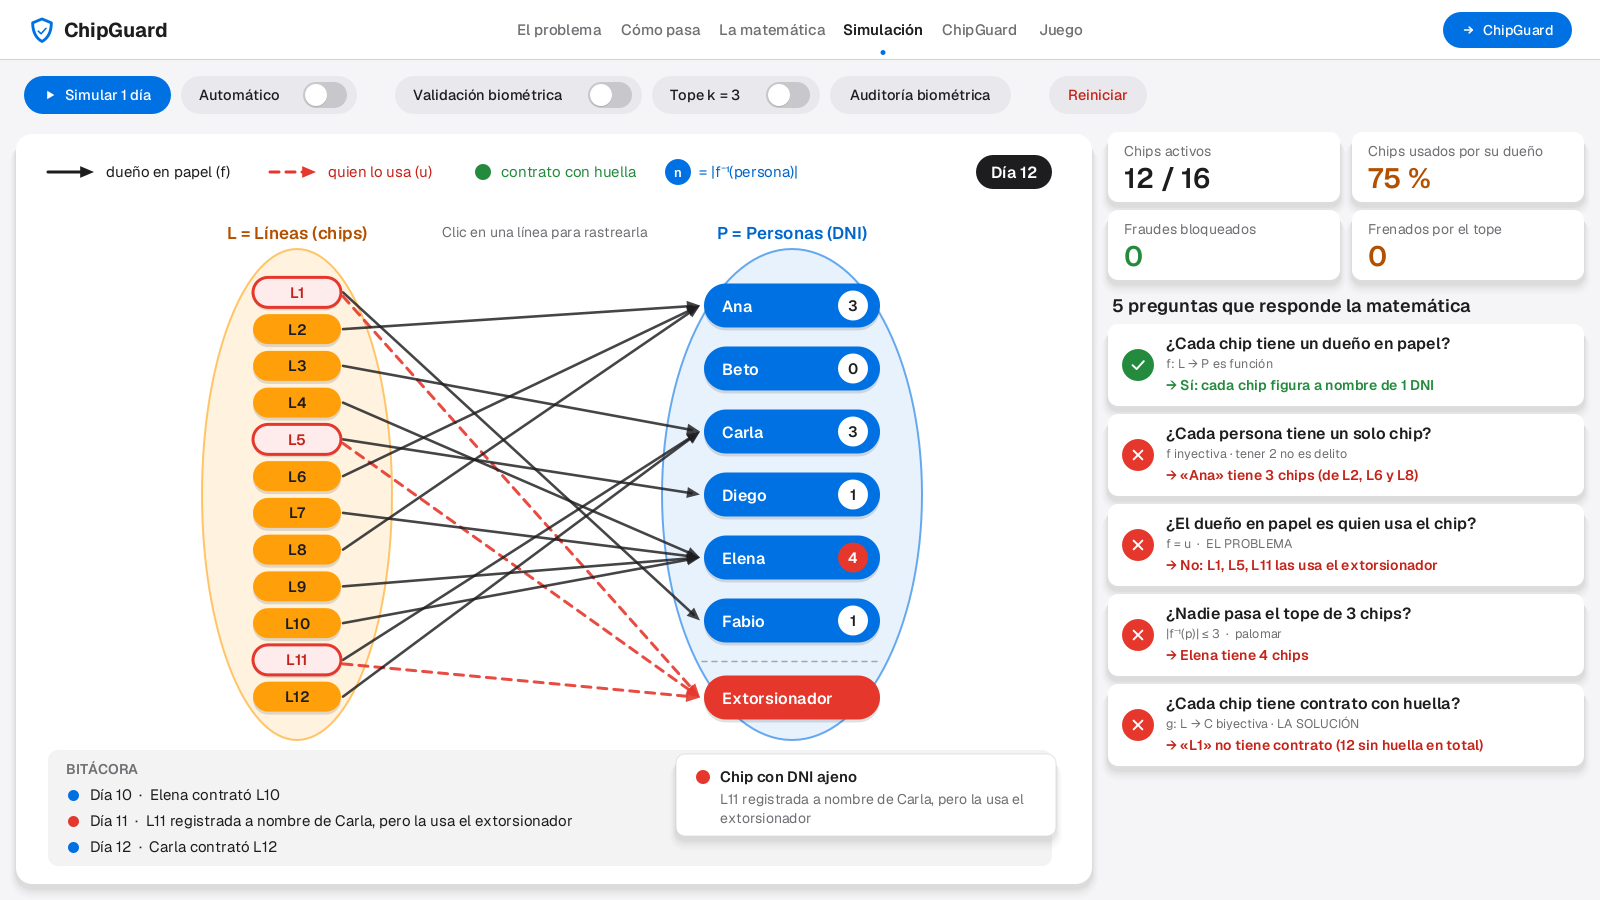 ChipGuard
El problema
Cómo pasa
La matemática
Simulación
ChipGuard
Juego
→ ChipGuard
Simular 1 día
Automático
Validación biométrica
Tope k = 3
Auditoría biométrica
Reiniciar
dueño en papel (f)
quien lo usa (u)
contrato con huella
n = |f⁻¹(persona)|
Día 12
L = Líneas (chips)
Clic en una línea para rastrearla
P = Personas (DNI)
L1
L2
L3
L4
L5
L6
L7
L8
L9
L10
L11
L12
Ana 3
Beto 0
Carla 3
Diego 1
Elena 4
Fabio 1
Extorsionador
BITÁCORA
Día 10 · Elena contrató L10
Día 11 · L11 registrada a nombre de Carla, pero la usa el extorsionador
Día 12 · Carla contrató L12
Chip con DNI ajeno
L11 registrada a nombre de Carla, pero la usa el
extorsionador
Chips activos
12 / 16
Chips usados por su dueño
75 %
Fraudes bloqueados
0
Frenados por el tope
0
5 preguntas que responde la matemática
¿Cada chip tiene un dueño en papel?
f: L → P es función
→ Sí: cada chip figura a nombre de 1 DNI
¿Cada persona tiene un solo chip?
f inyectiva · tener 2 no es delito
→ «Ana» tiene 3 chips (de L2, L6 y L8)
¿El dueño en papel es quien usa el chip?
f = u · EL PROBLEMA
→ No: L1, L5, L11 las usa el extorsionador
¿Nadie pasa el tope de 3 chips?
|f⁻¹(p)| ≤ 3 · palomar
→ Elena tiene 4 chips
¿Cada chip tiene contrato con huella?
g: L → C biyectiva · LA SOLUCIÓN
→ «L1» no tiene contrato (12 sin huella en total)